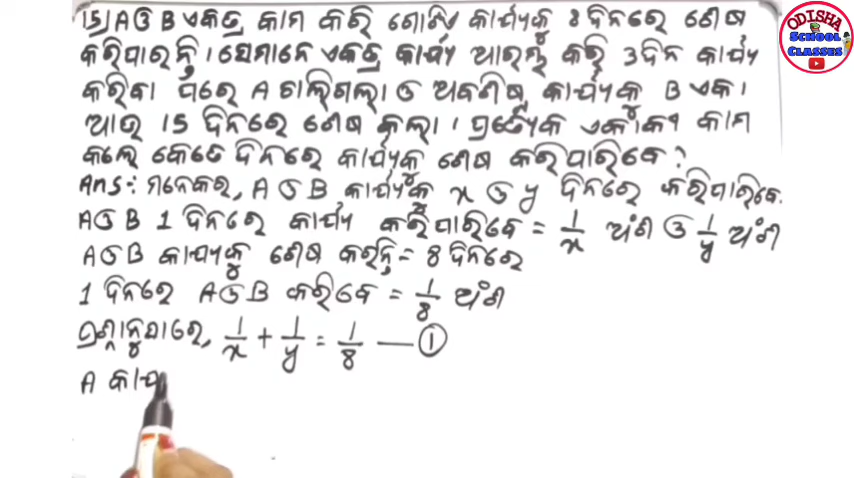 15) A ଓ B ଏକତ୍ର କାମ କରି ଗୋଟିଏ କାର୍ଯ୍ୟକୁ 8 ଦିନରେ ଶେଷ
କରିପାରନ୍ତି । ସେମାନେ ଏକତ୍ର କାର୍ଯ୍ୟ ଆରମ୍ଭ କରି 3 ଦିନ କାର୍ଯ୍ୟ
କରିବା ପରେ A ଚାଲିଗଲା ଓ ଅବଶିଷ୍ଟ କାର୍ଯ୍ୟକୁ B ଏକା
ଆଉ 15 ଦିନରେ ଶେଷ କଲା । ପ୍ରତ୍ୟେକ ଏକାକୀ କାମ
କଲେ କେତେ ଦିନରେ କାର୍ଯ୍ୟକୁ ଶେଷ କରିପାରିବେ ?
Ans:- ମନେକର, A ଓ B କାର୍ଯ୍ୟକୁ x ଓ y ଦିନରେ କରିପାରିବେ.
A ଓ B 1 ଦିନରେ କାର୍ଯ୍ୟ କରିପାରିବେ = 1/x ଅଂଶ ଓ 1/y ଅଂଶ
A ଓ B କାର୍ଯ୍ୟକୁ ଶେଷ କରନ୍ତି = 8 ଦିନରେ
1 ଦିନରେ A ଓ B କରିବେ = 1/8 ଅଂଶ
ପ୍ରଶ୍ନାନୁସାରେ, 1/x + 1/y = 1/8 — ①
A
ODISHA
School
CLASSES